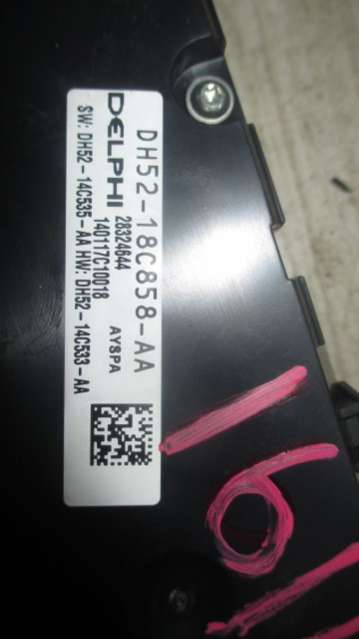 DH52-18C858-AA
DELPHI 28324644
140117C10018 AYSPA
SW: DH52-14C535-AA HW: DH52-14C533-AA